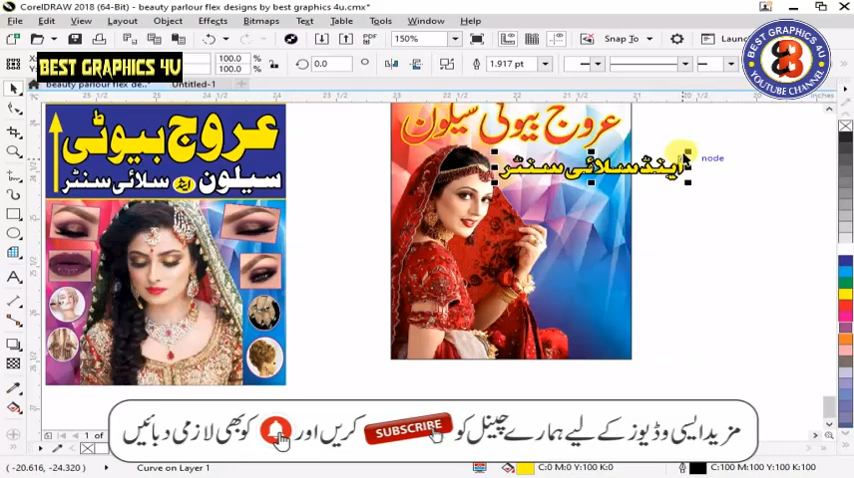 CorelDRAW 2018 (64-Bit) - beauty parlour flex designs by best graphics 4u.cmx*
File Edit View Layout Object Effects Bitmaps Text Table Tools Window Help
150% Snap To Launch
100.0 %
100.0 %
0.0
1.917 pt
BEST GRAPHICS 4U
beauty parlour flex de... Untitled-1
BEST GRAPHICS 4U
YOUTUBE CHANNEL
inches
عروج بیوٹی
سیلون اینڈ سلائی سنٹر
عروج بیوٹی سیلون
اینڈ سلائی سنٹر
node
مزید ایسی وڈیوز کے لیے ہمارے چینل کو SUBSCRIBE کریں اور کو بھی لازمی دبائیں
1 of
(-20.616, -24.320) Curve on Layer 1 C:0 M:0 Y:100 K:0 C:100 M:100 Y:100 K:100